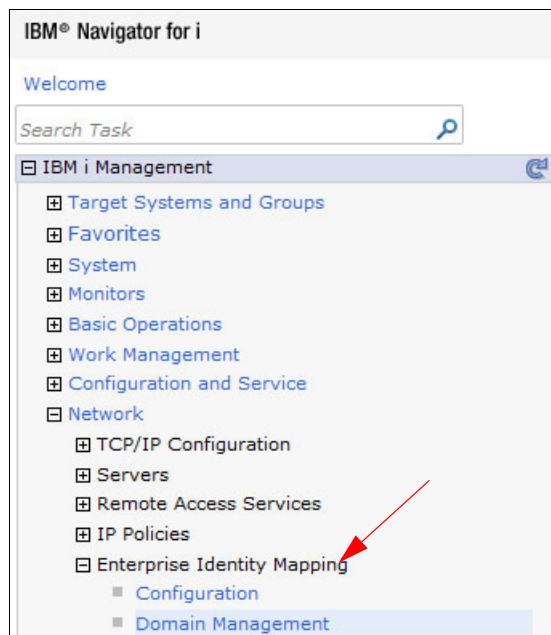 IBM® Navigator for i
Welcome
Search Task
IBM i Management
Target Systems and Groups
Favorites
System
Monitors
Basic Operations
Work Management
Configuration and Service
Network
TCP/IP Configuration
Servers
Remote Access Services
IP Policies
Enterprise Identity Mapping
Configuration
Domain Management